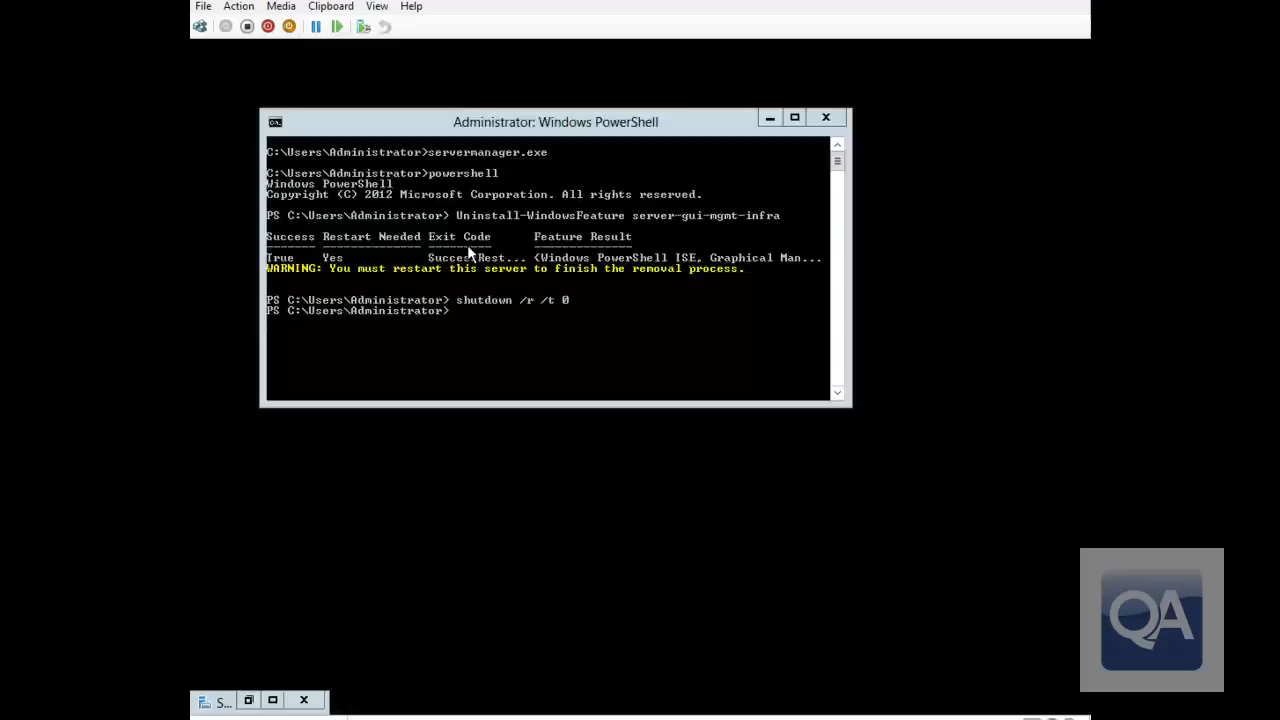 File Action Media Clipboard View Help
Administrator: Windows PowerShell
C:\Users\Administrator>servermanager.exe
C:\Users\Administrator>powershell
Windows PowerShell
Copyright (C) 2012 Microsoft Corporation. All rights reserved.
PS C:\Users\Administrator> Uninstall-WindowsFeature server-gui-mgmt-infra
Success Restart Needed Exit Code Feature Result
True Yes SuccessRest... {Windows PowerShell ISE, Graphical Man...
WARNING: You must restart this server to finish the removal process.
PS C:\Users\Administrator> shutdown /r /t 0
PS C:\Users\Administrator>
QA
S...